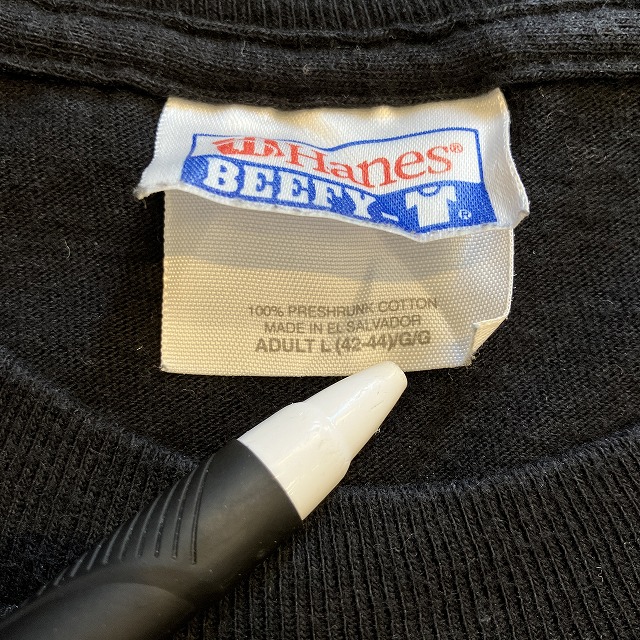 Hanes®
BEEFY-T®
100% PRESHRUNK COTTON
MADE IN EL SALVADOR
ADULT L (42-44)/G/G